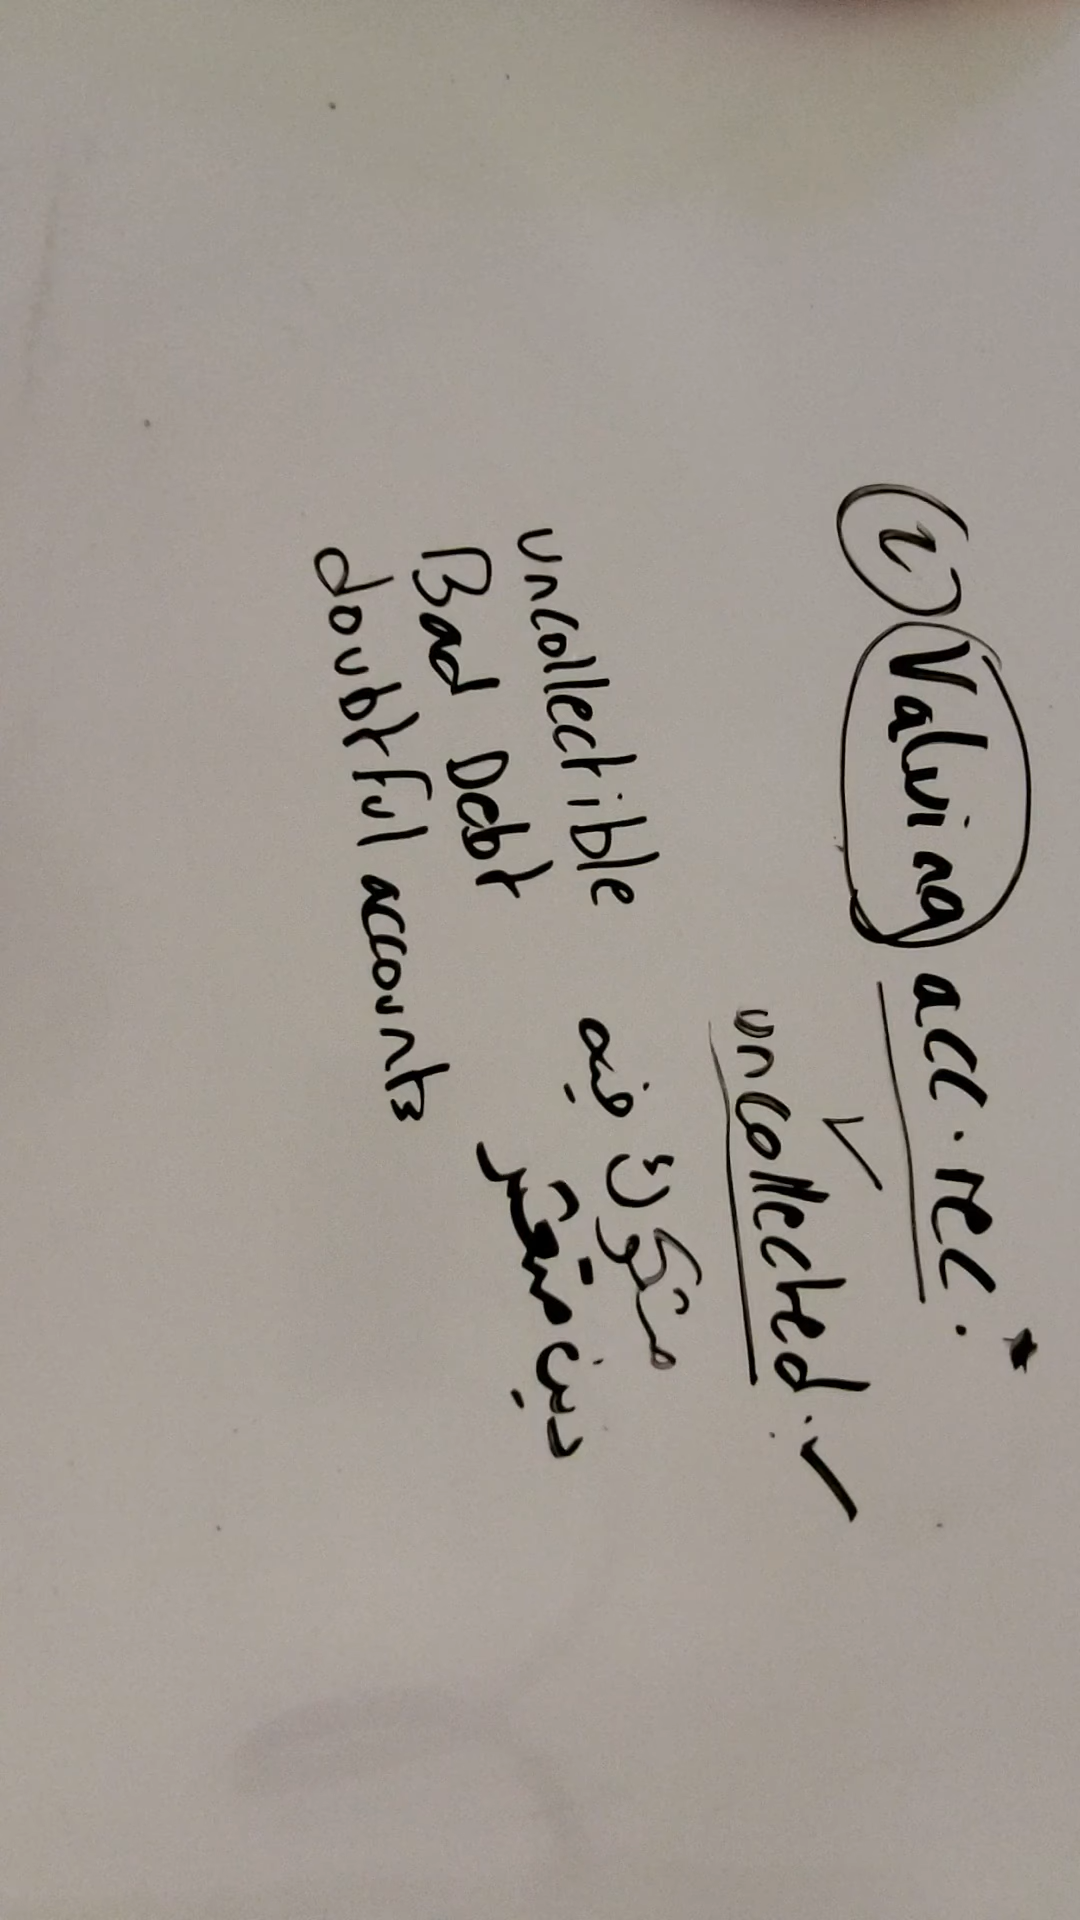 (2) Valuing acc. rec.
uncollected.
uncollectible مشكوك فيه
Bad Debt دين متعثر
doubtful accounts